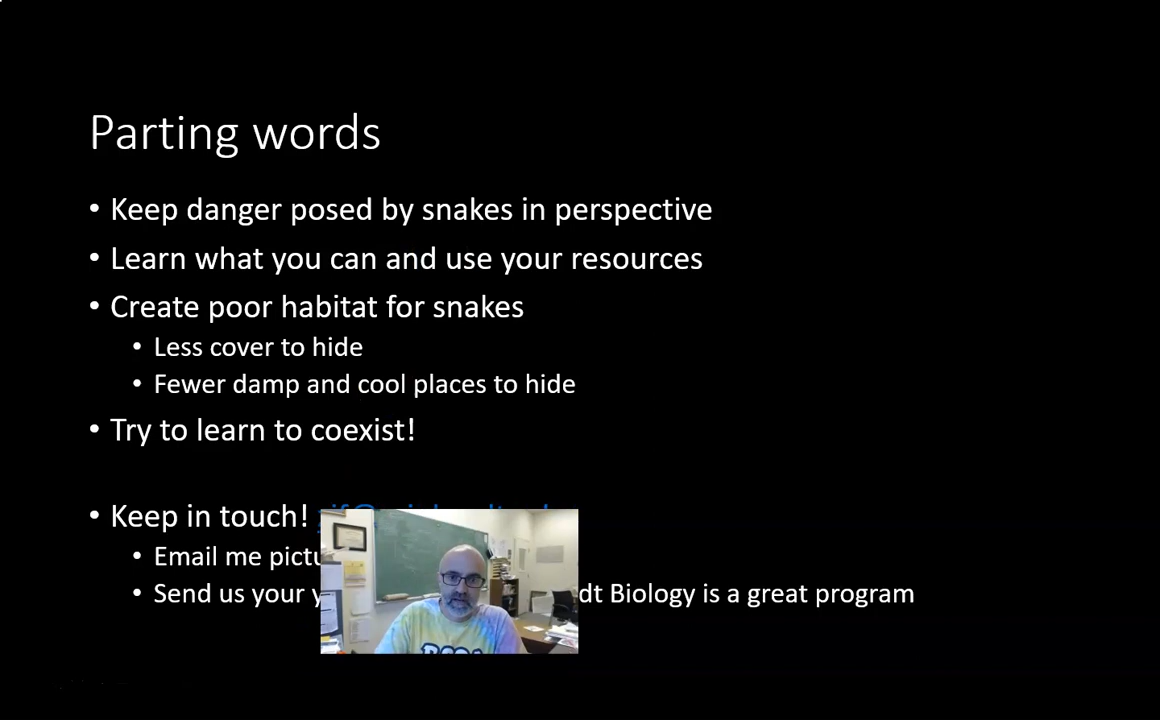 Parting words
• Keep danger posed by snakes in perspective
• Learn what you can and use your resources
• Create poor habitat for snakes
• Less cover to hide
• Fewer damp and cool places to hide
• Try to learn to coexist!
• Keep in touch!
• Email me
• Send us your
Biology is a great program